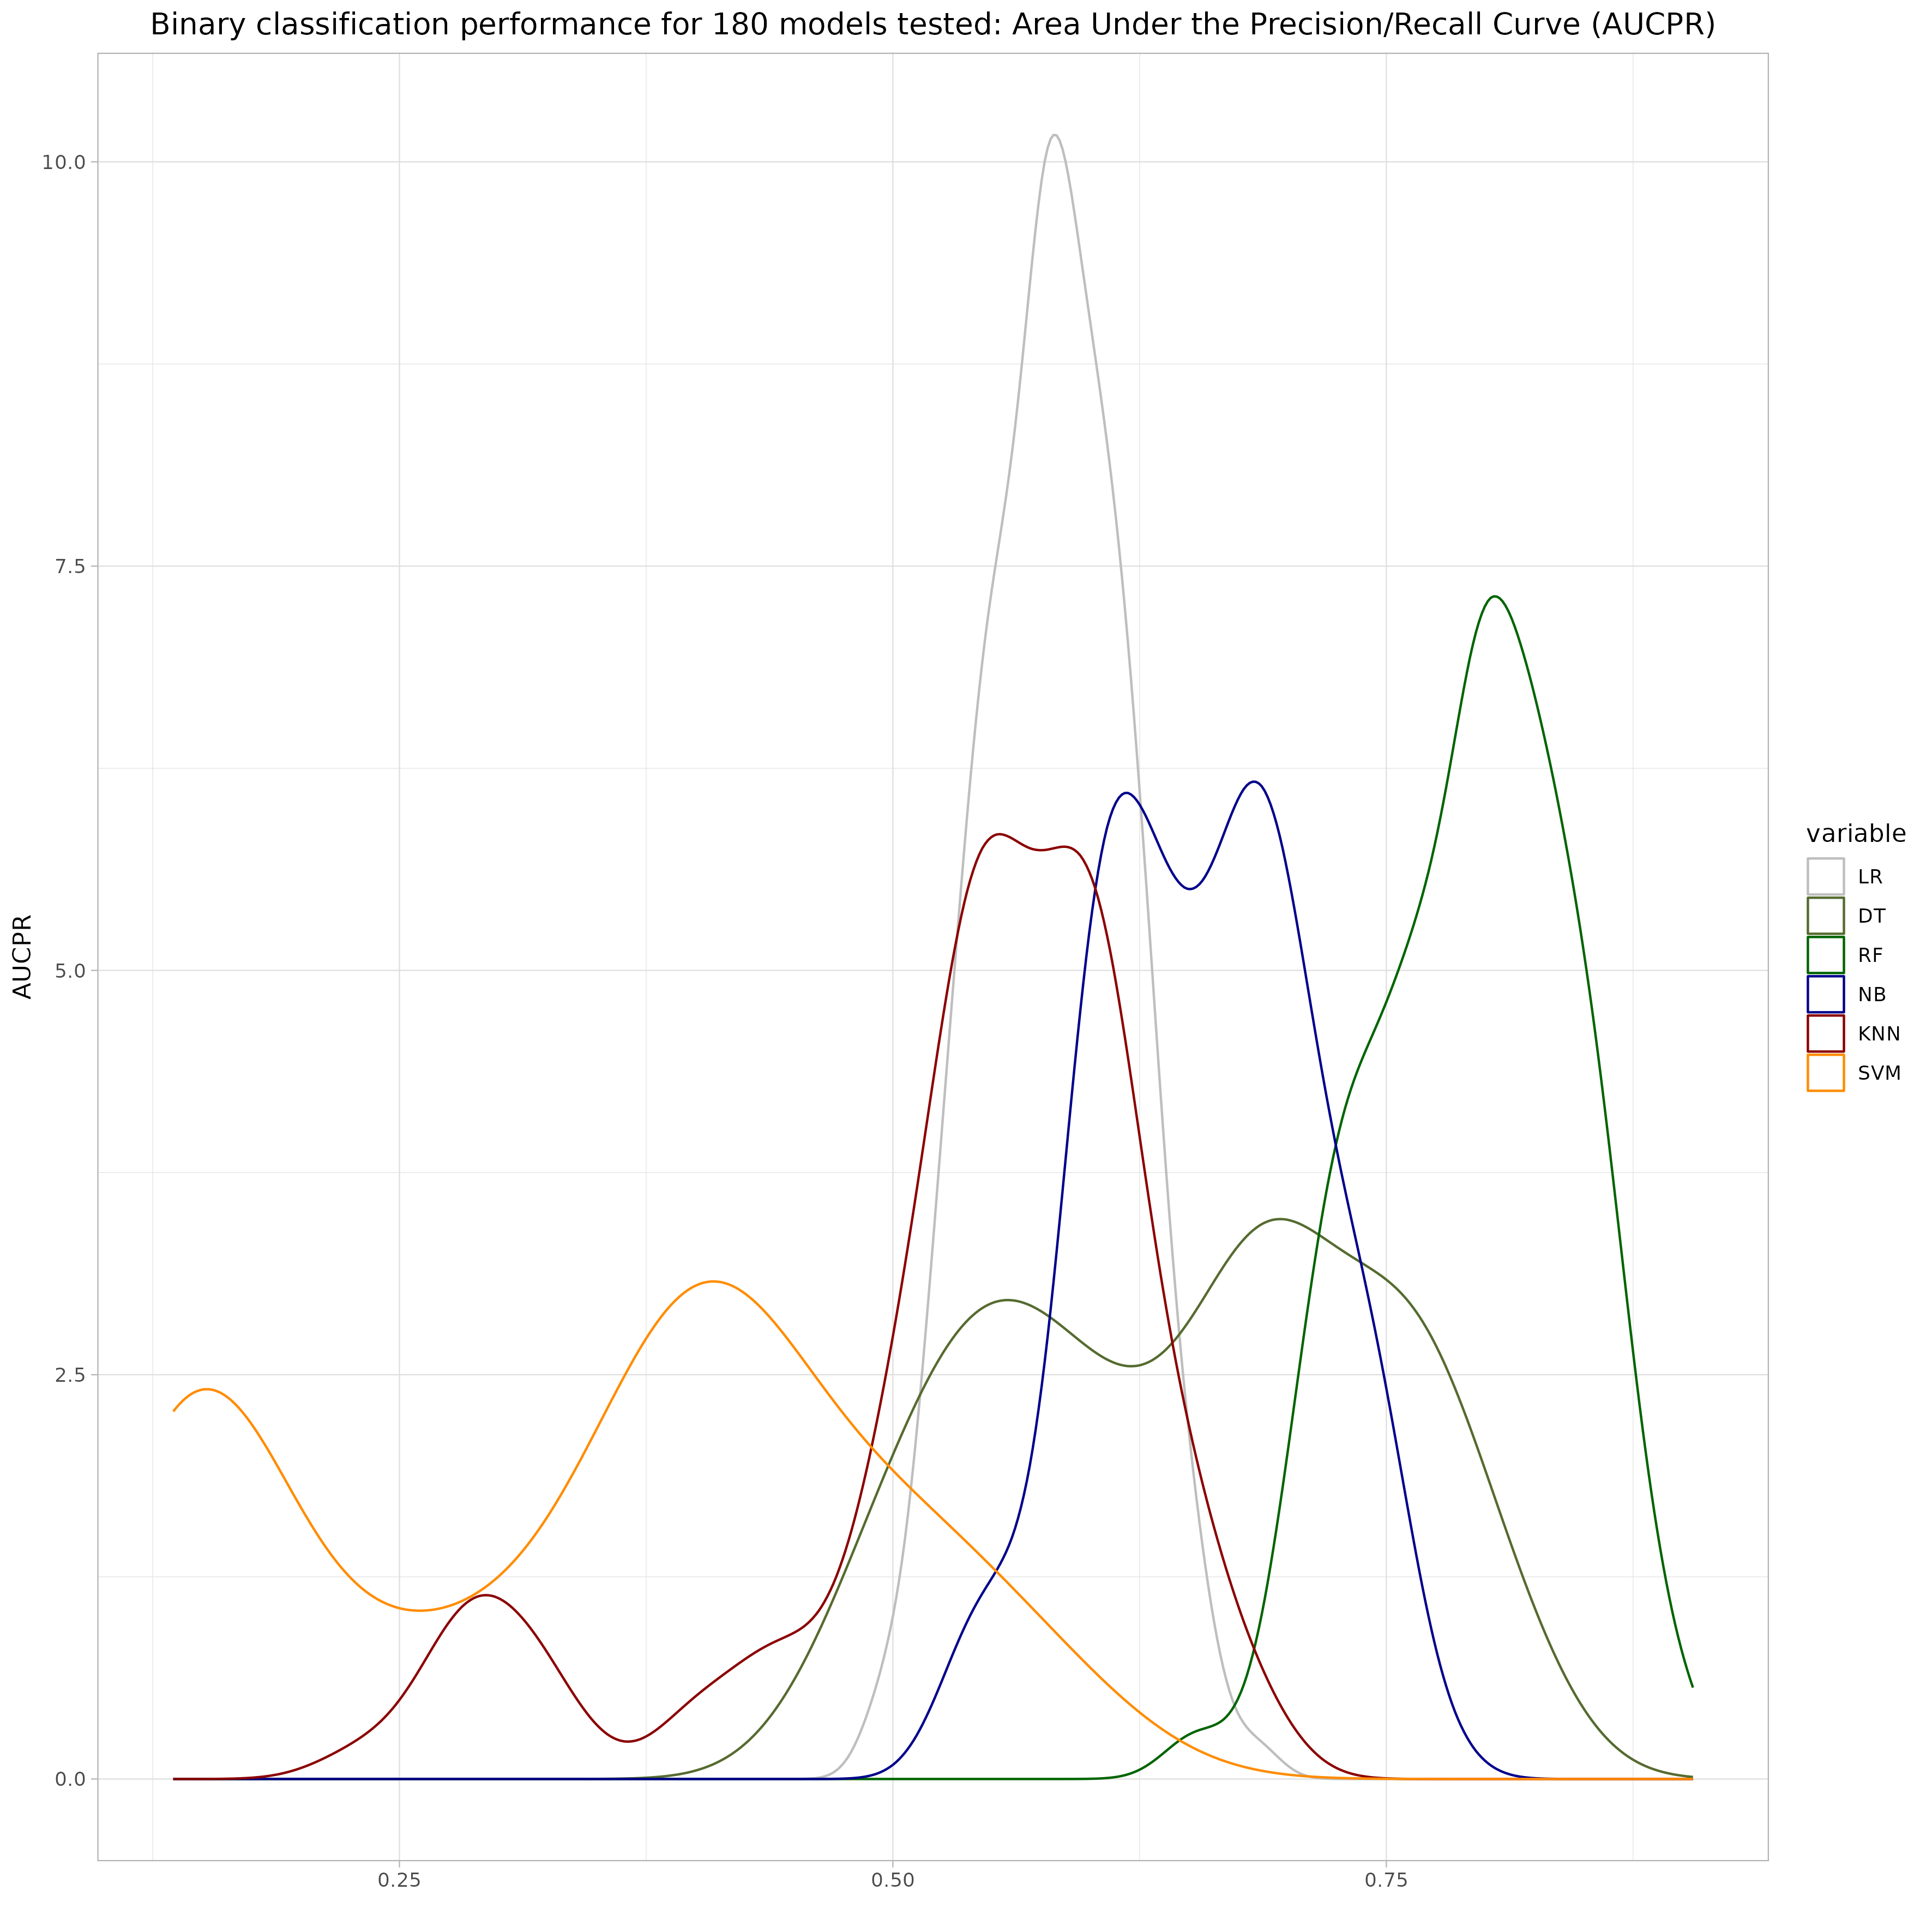 Binary classification performance for 180 models tested: Area Under the Precision/Recall Curve (AUCPR)
10.0
7.5
5.0
2.5
0.0
AUCPR
0.25
0.50
0.75
variable
LR
DT
RF
NB
KNN
SVM